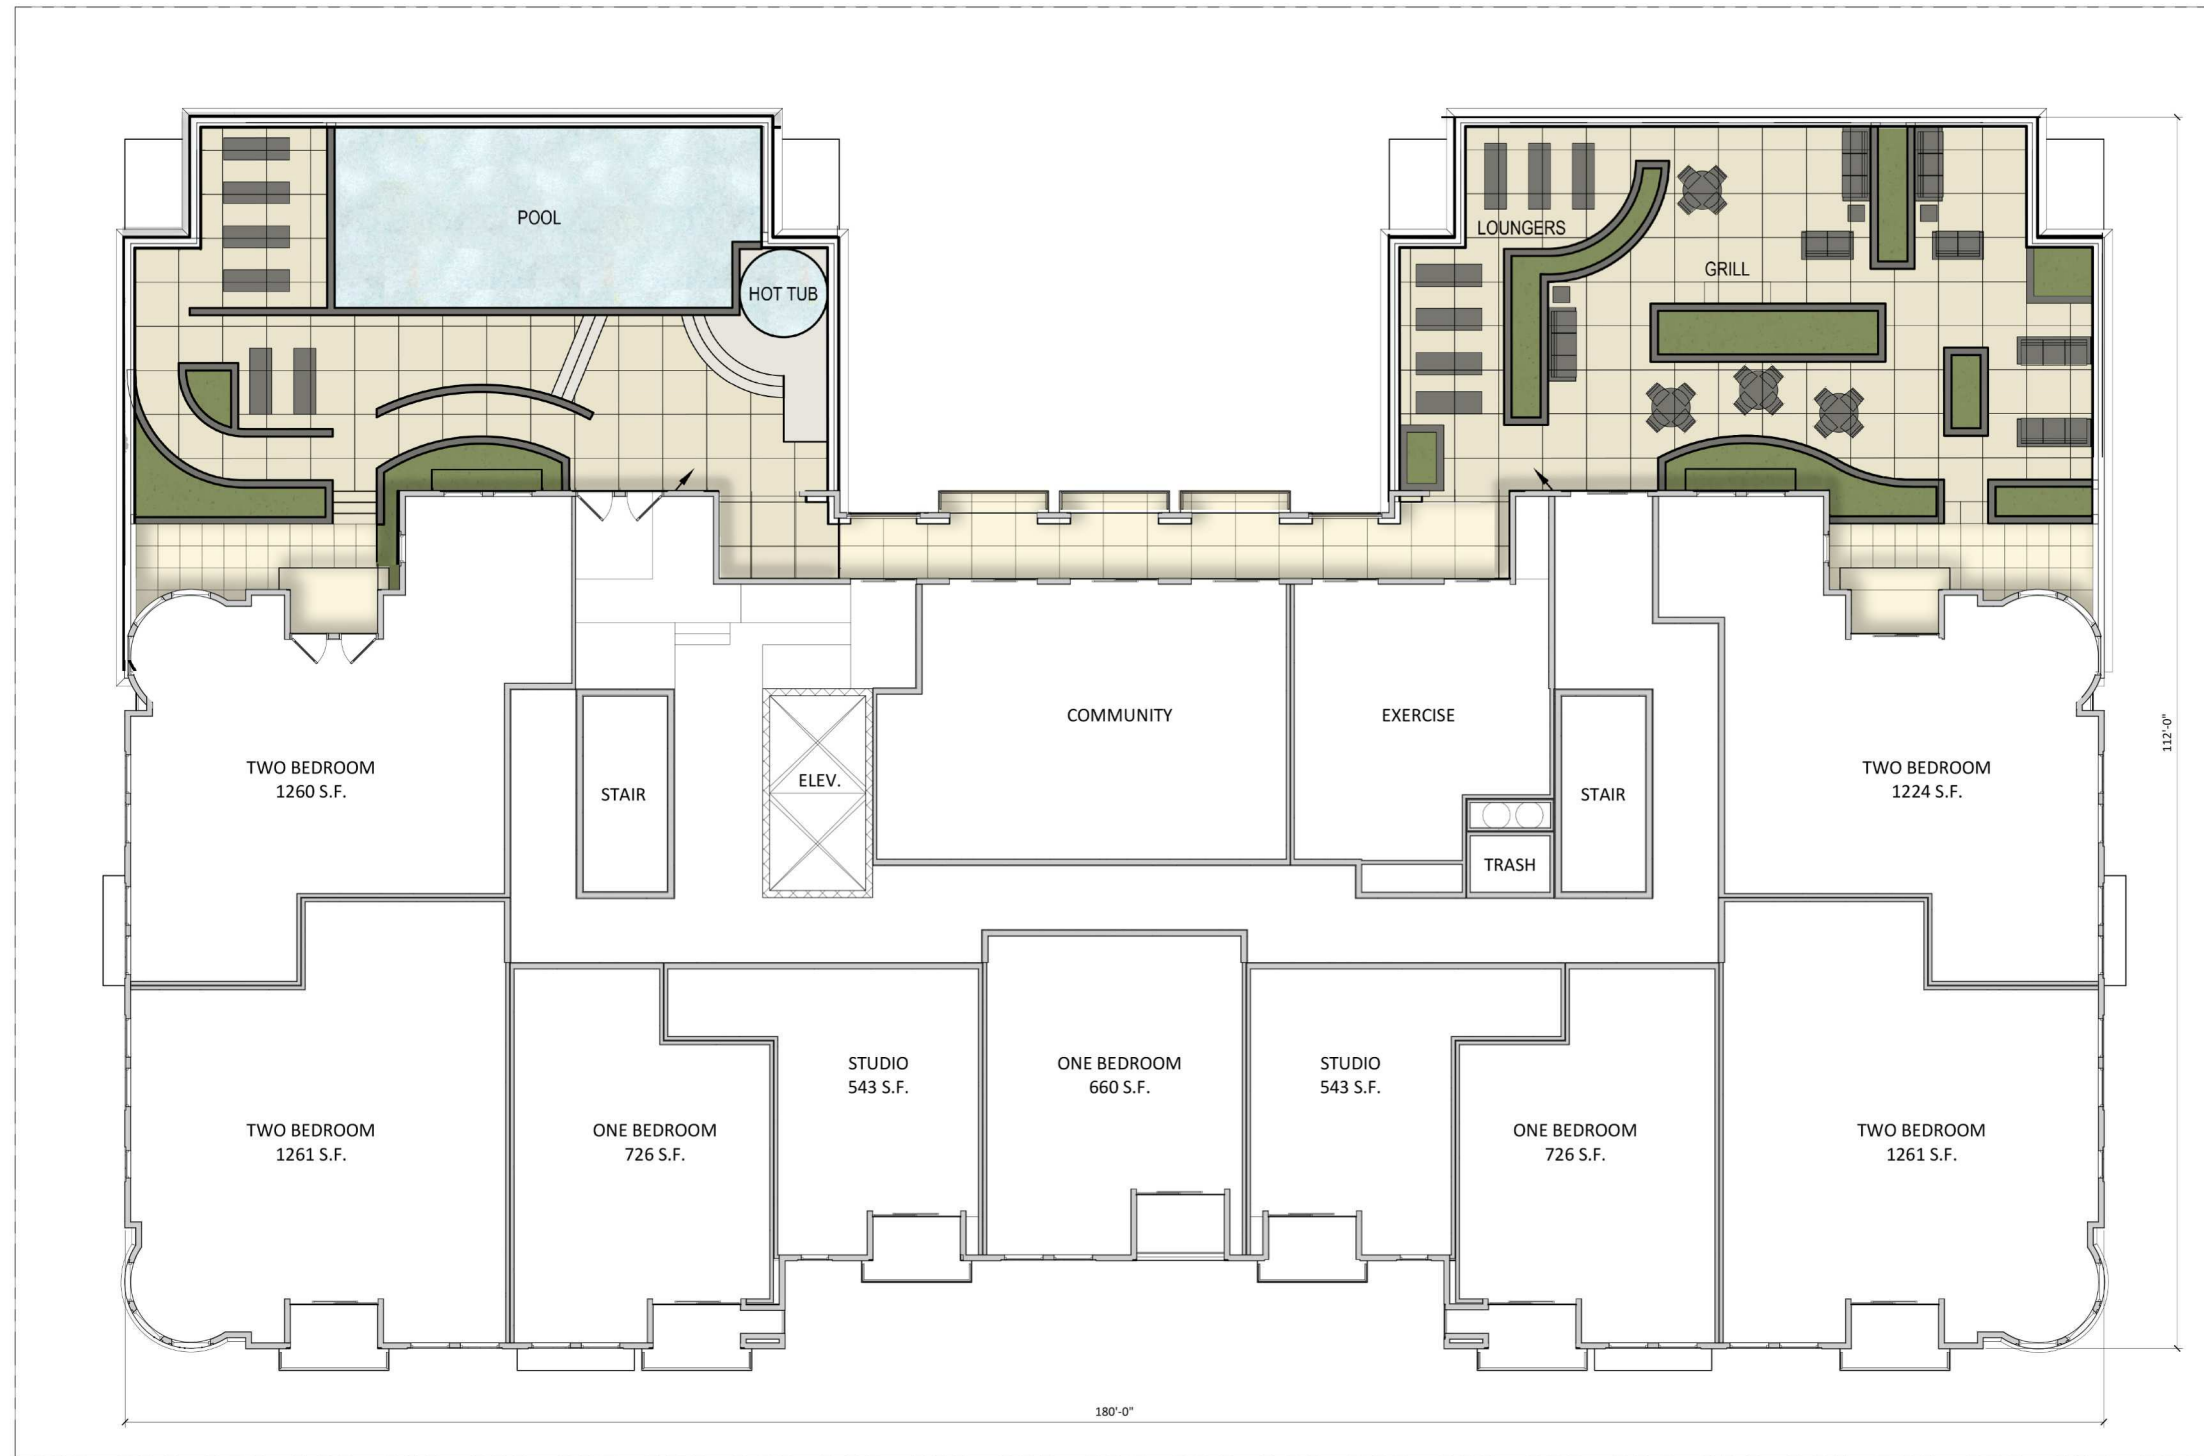 POOL
HOT TUB
LOUNGERS
GRILL
COMMUNITY
EXERCISE
112'-0"
TWO BEDROOM
1260 S.F.
STAIR
ELEV.
STAIR
TWO BEDROOM
1224 S.F.
TRASH
STUDIO
543 S.F.
ONE BEDROOM
660 S.F.
STUDIO
543 S.F.
TWO BEDROOM
1261 S.F.
ONE BEDROOM
726 S.F.
ONE BEDROOM
726 S.F.
TWO BEDROOM
1261 S.F.
180'-0"